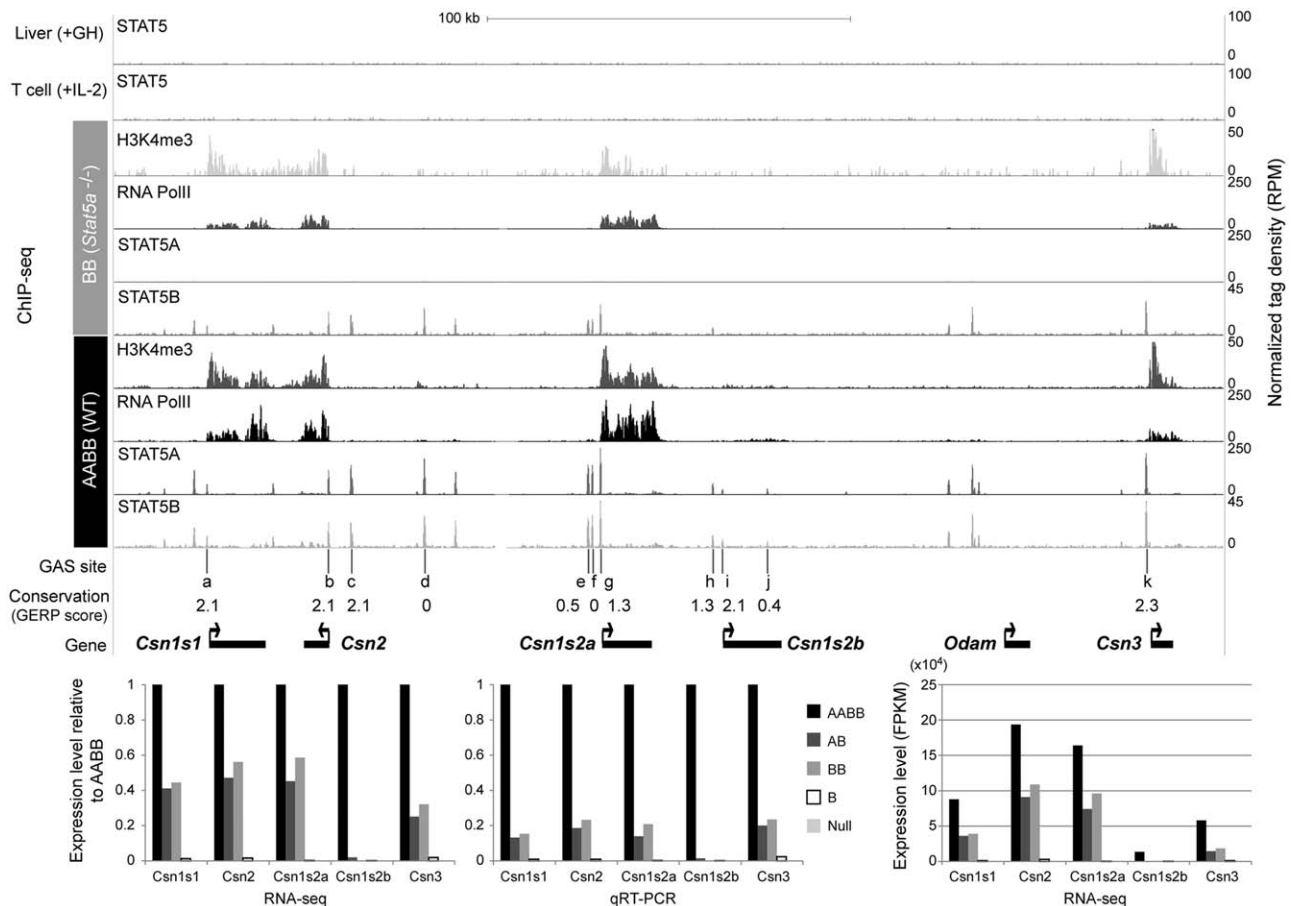 100 kb
Liver (+GH)
STAT5
100
0
T cell (+IL-2)
STAT5
100
0
ChIP-seq
Normalized tag density (RPM)
BB (Stat5a -/-)
H3K4me3
50
0
RNA PolII
250
0
STAT5A
250
0
STAT5B
45
0
AABB (WT)
H3K4me3
50
0
RNA PolII
250
0
STAT5A
250
0
STAT5B
45
0
GAS site
a b c d e f g h i j k
Conservation
(GERP score)
2.1 2.1 2.1 0 0.5 0 1.3 1.3 2.1 0.4 2.3
Gene
Csn1s1 Csn2 Csn1s2a Csn1s2b Odam Csn3
Expression level relative
to AABB
1
0.8
0.6
0.4
0.2
0
Csn1s1 Csn2 Csn1s2a Csn1s2b Csn3
RNA-seq
1
0.8
0.6
0.4
0.2
0
Csn1s1 Csn2 Csn1s2a Csn1s2b Csn3
qRT-PCR
AABB
AB
BB
B
Null
(x10⁴)
Expression level (FPKM)
25
20
15
10
5
0
Csn1s1 Csn2 Csn1s2a Csn1s2b Csn3
RNA-seq